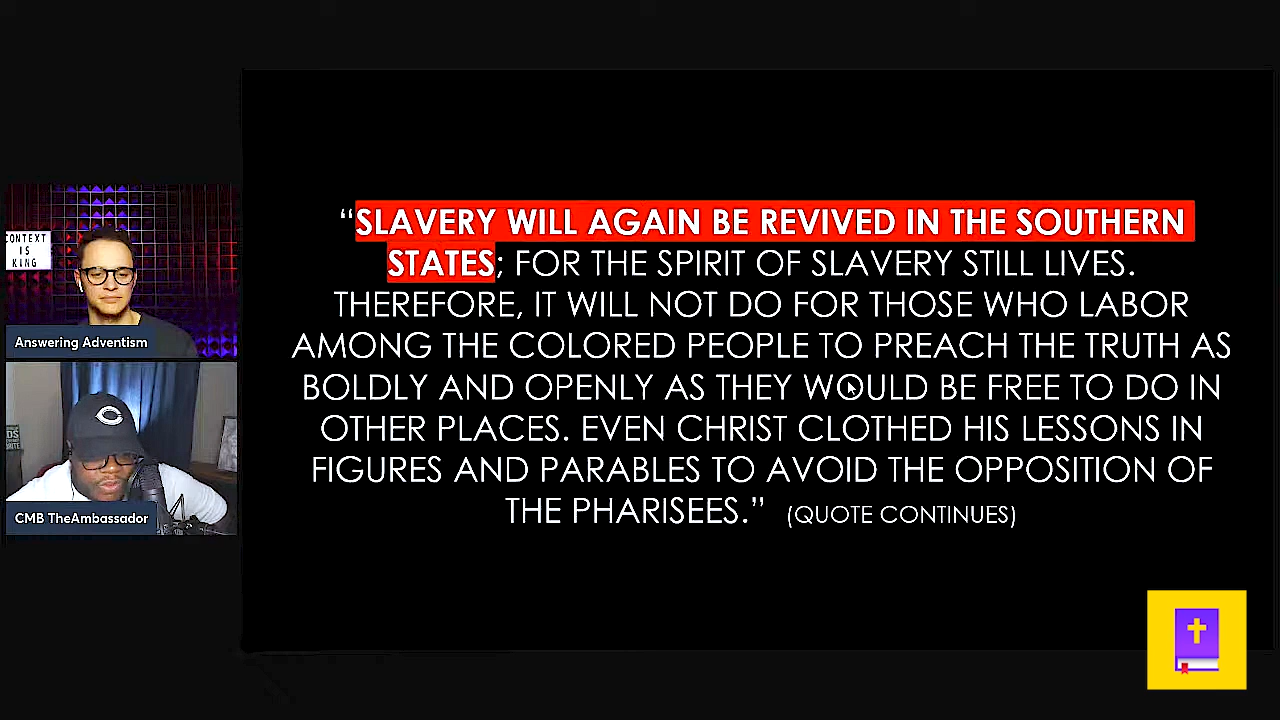 CONTEXT
IS
KING
Answering Adventism
CMB TheAmbassador
“SLAVERY WILL AGAIN BE REVIVED IN THE SOUTHERN
STATES; FOR THE SPIRIT OF SLAVERY STILL LIVES.
THEREFORE, IT WILL NOT DO FOR THOSE WHO LABOR
AMONG THE COLORED PEOPLE TO PREACH THE TRUTH AS
BOLDLY AND OPENLY AS THEY WOULD BE FREE TO DO IN
OTHER PLACES. EVEN CHRIST CLOTHED HIS LESSONS IN
FIGURES AND PARABLES TO AVOID THE OPPOSITION OF
THE PHARISEES.” (QUOTE CONTINUES)